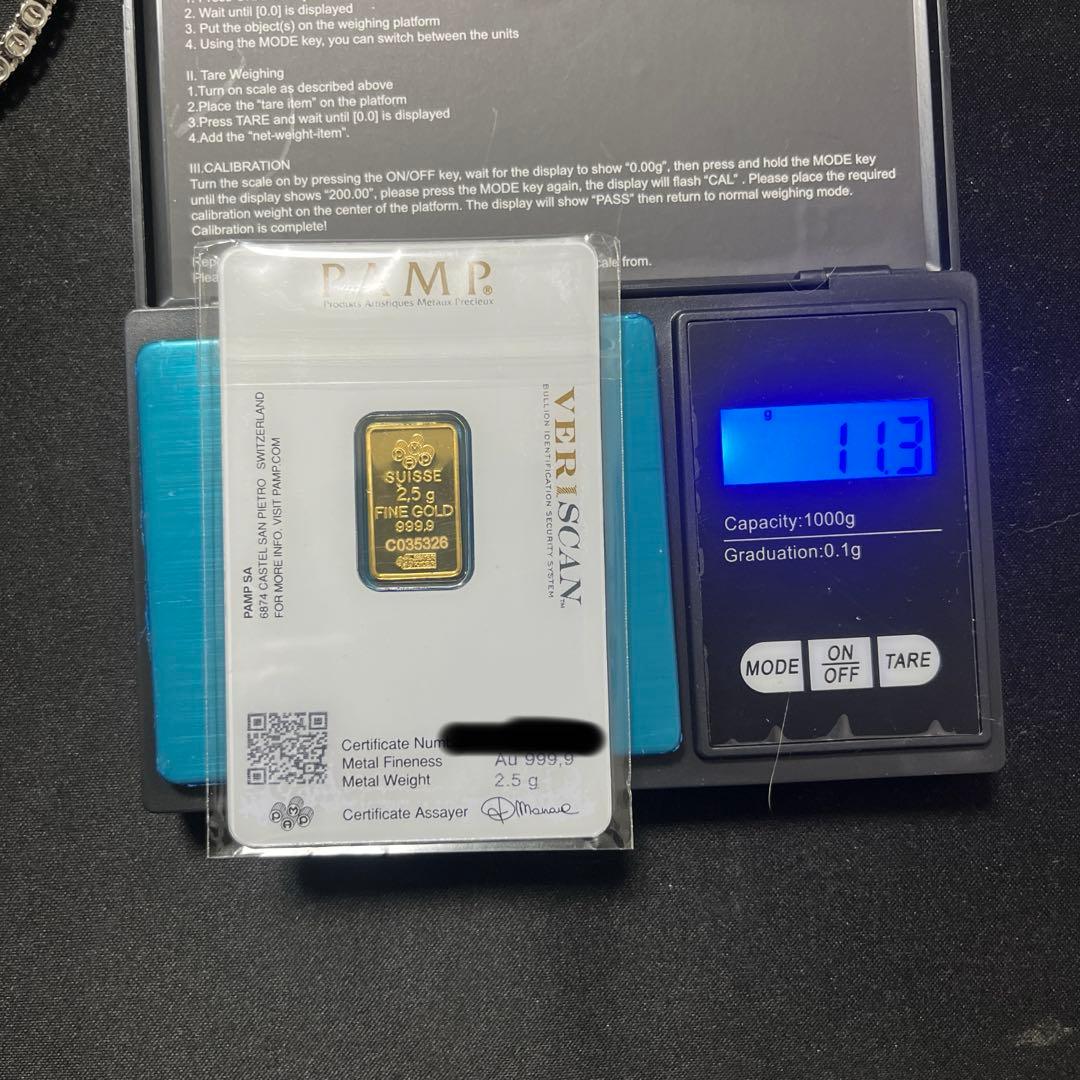 2. Wait until [0.0] is displayed
3. Put the object(s) on the weighing platform
4. Using the MODE key, you can switch between the units
II. Tare Weighing
1.Turn on scale as described above
2.Place the "tare item" on the platform
3.Press TARE and wait until [0.0] is displayed
4.Add the "net-weight-item".
III.CALIBRATION
Turn the scale on by pressing the ON/OFF key, wait for the display to show "0.00g", then press and hold the MODE key
until the display shows "200.00", please press the MODE key again, the display will flash "CAL" . Please place the required
calibration weight on the center of the platform. The display will show "PASS" then return to normal weighing mode.
Calibration is complete!
from.
PAMP®
Produits Artistiques Métaux Précieux
PAMP SA
6874 CASTEL SAN PIETRO SWITZERLAND
FOR MORE INFO. VISIT PAMP.COM
PAMP
SUISSE
2,5 g
FINE GOLD
999.9
C035326
VERISCAN™
BULLION IDENTIFICATION SECURITY SYSTEM
Certificate
Metal Fineness Au 999,9
Metal Weight 2.5 g
PAMP
Certificate Assayer
g
11.3
Capacity:1000g
Graduation:0.1g
MODE
ON
OFF
TARE